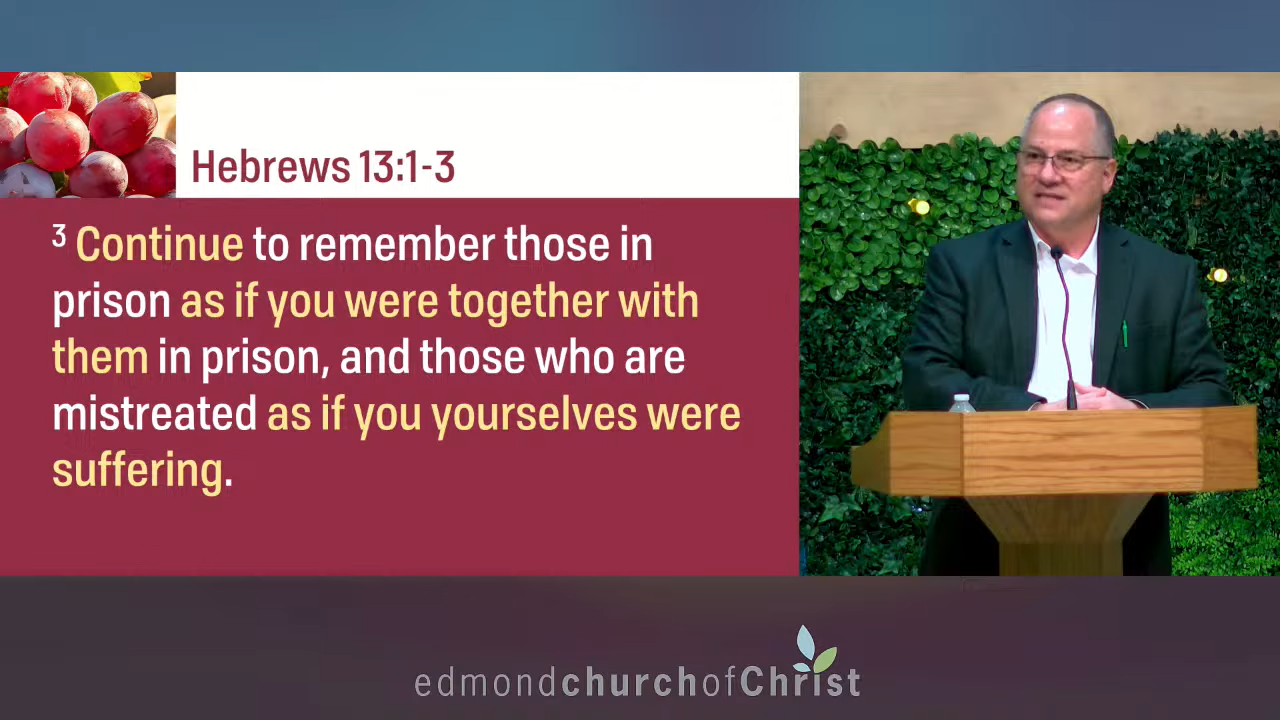 Hebrews 13:1-3
3 Continue to remember those in
prison as if you were together with
them in prison, and those who are
mistreated as if you yourselves were
suffering.
edmondchurchofChrist